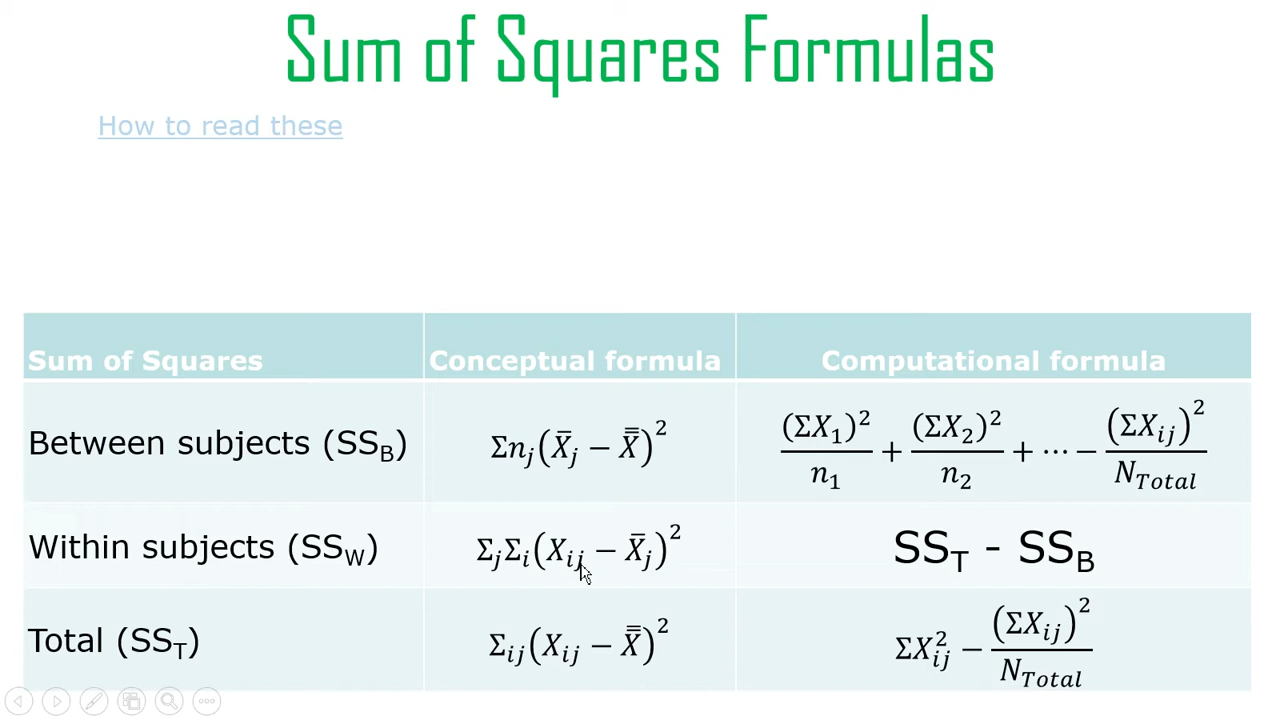 Sum of Squares Formulas
How to read these
Sum of Squares Conceptual formula Computational formula
Between subjects (SS_B) Σn_j(X̄_j − X̿)² (ΣX₁)²/n₁ + (ΣX₂)²/n₂ + ⋯ − (ΣX_ij)²/N_Total
Within subjects (SS_W) Σ_jΣ_i(X_ij − X̄_j)² SS_T - SS_B
Total (SS_T) Σ_ij(X_ij − X̿)² ΣX²_ij − (ΣX_ij)²/N_Total